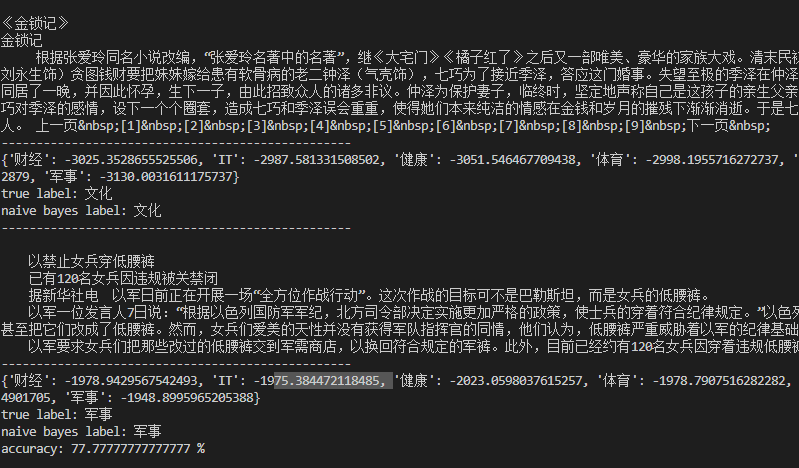 《金锁记》
金锁记
根据张爱玲同名小说改编，“张爱玲名著中的名著”，继《大宅门》《橘子红了》之后又一部唯美、豪华的家族大戏。清末民初
刘永生饰）贪图钱财要把妹妹嫁给患有软骨病的老二钟泽（气壳饰），七巧为了接近季泽，答应这门婚事。失望至极的季泽在仲泽
同居了一晚，并因此怀孕，生下一子，由此招致众人的诸多非议。仲泽为保护妻子，临终时，坚定地声称自己是这孩子的亲生父亲
巧对季泽的感情，设下一个个圈套，造成七巧和季泽误会重重，使得她们本来纯洁的情感在金钱和岁月的摧残下渐渐消逝。于是七
人。 上一页&nbsp;[1]&nbsp;[2]&nbsp;[3]&nbsp;[4]&nbsp;[5]&nbsp;[6]&nbsp;[7]&nbsp;[8]&nbsp;[9]&nbsp;下一页&nbsp;
--------------------------------------------------
{'财经': -3025.3528655525506, 'IT': -2987.581331508502, '健康': -3051.546467709438, '体育': -2998.1955716272737, '
2879, '军事': -3130.0031611175737}
true label: 文化
naive bayes label: 文化
--------------------------------------------------
以禁止女兵穿低腰裤
已有120名女兵因违规被关禁闭
据新华社电　以军日前正在开展一场“全方位作战行动”。这次作战的目标可不是巴勒斯坦，而是女兵的低腰裤。
以军一位发言人7日说：“根据以色列国防军军纪，北方司令部决定实施更加严格的政策，使士兵的穿着符合纪律规定。”以色列
甚至把它们改成了低腰裤。然而，女兵们爱美的天性并没有获得军队指挥官的同情，他们认为，低腰裤严重威胁着以军的纪律基础
以军要求女兵们把那些改过的低腰裤交到军需商店，以换回符合规定的军裤。此外，目前已经约有120名女兵因穿着违规低腰裤
--------------------------------------------------
{'财经': -1978.9429567542493, 'IT': -1975.384472118485, '健康': -2023.0598037615257, '体育': -1978.7907516282282,
4901705, '军事': -1948.8995965205388}
true label: 军事
naive bayes label: 军事
accuracy: 77.77777777777777 %